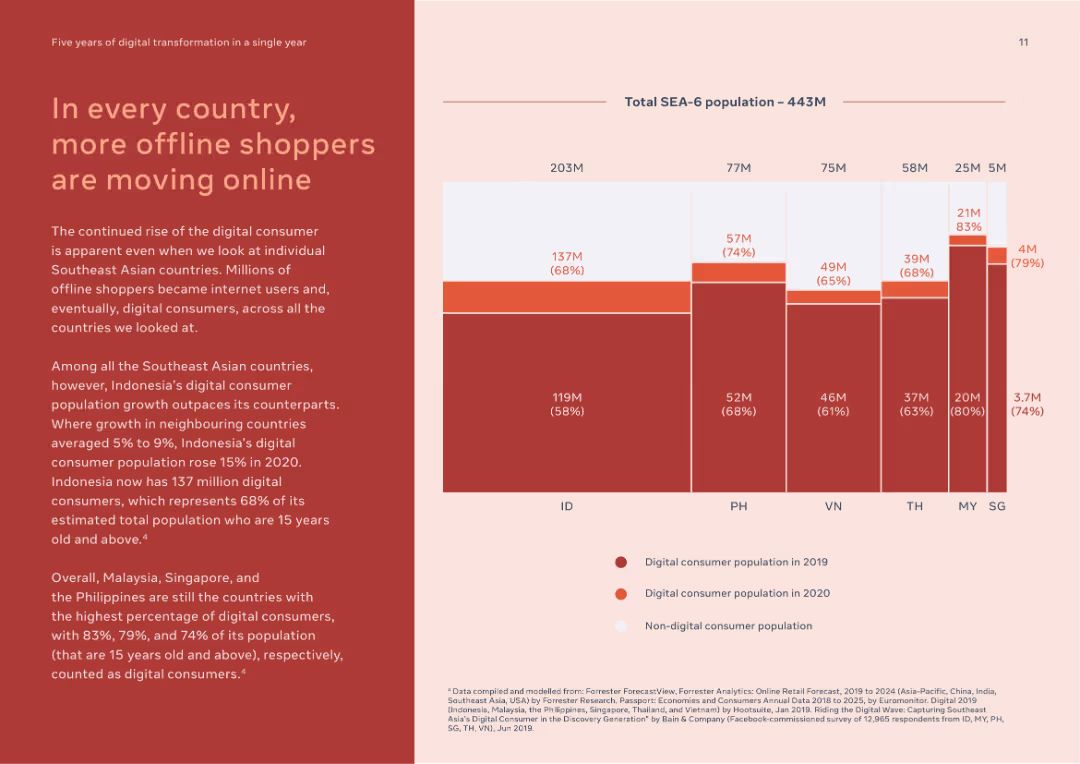 Five years of digital transformation in a single year
11
In every country,
more offline shoppers
are moving online
The continued rise of the digital consumer
is apparent even when we look at individual
Southeast Asian countries. Millions of
offline shoppers became internet users and,
eventually, digital consumers, across all the
countries we looked at.
Among all the Southeast Asian countries,
however, Indonesia's digital consumer
population growth outpaces its counterparts.
Where growth in neighbouring countries
averaged 5% to 9%, Indonesia's digital
consumer population rose 15% in 2020.
Indonesia now has 137 million digital
consumers, which represents 68% of its
estimated total population who are 15 years
old and above.⁴
Overall, Malaysia, Singapore, and
the Philippines are still the countries with
the highest percentage of digital consumers,
with 83%, 79%, and 74% of its population
(that are 15 years old and above), respectively,
counted as digital consumers.⁴
Total SEA-6 population – 443M
203M 77M 75M 58M 25M 5M
137M
(68%)
57M
(74%)
49M
(65%)
39M
(68%)
21M
83%
4M
(79%)
119M
(58%)
52M
(68%)
46M
(61%)
37M
(63%)
20M
(80%)
3.7M
(74%)
ID PH VN TH MY SG
Digital consumer population in 2019
Digital consumer population in 2020
Non-digital consumer population
⁴ Data compiled and modelled from: Forrester ForecastView, Forrester Analytics: Online Retail Forecast, 2019 to 2024 (Asia-Pacific, China, India,
Southeast Asia, USA) by Forrester Research. Passport: Economies and Consumers Annual Data 2018 to 2025, by Euromonitor. Digital 2019
(Indonesia, Malaysia, the Philippines, Singapore, Thailand, and Vietnam) by Hootsuite, Jan 2019. Riding the Digital Wave: Capturing Southeast
Asia's Digital Consumer in the Discovery Generation" by Bain & Company (Facebook-commissioned survey of 12,965 respondents from ID, MY, PH,
SG, TH, VN), Jun 2019.